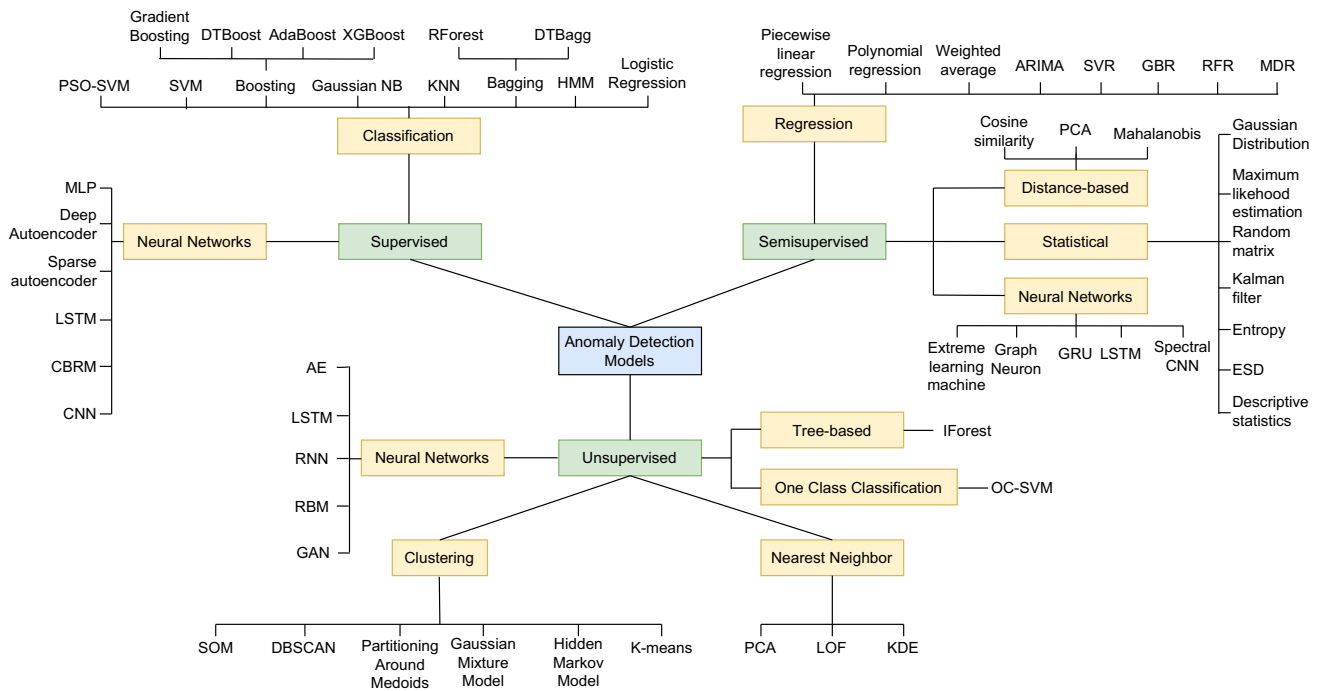 Gradient
Boosting
DTBoost
AdaBoost
XGBoost
RForest
DTBagg
PSO-SVM
SVM
Boosting
Gaussian NB
KNN
Bagging
HMM
Logistic
Regression
Classification
Piecewise
linear
regression
Polynomial
regression
Weighted
average
ARIMA
SVR
GBR
RFR
MDR
Regression
Cosine
similarity
PCA
Mahalanobis
Distance-based
Statistical
Neural Networks
Gaussian
Distribution
Maximum
likehood
estimation
Random
matrix
Kalman
filter
Entropy
ESD
Descriptive
statistics
MLP
Deep
Autoencoder
Sparse
autoencoder
LSTM
CBRM
CNN
Neural Networks
Supervised
Semisupervised
Extreme
learning
machine
Graph
Neuron
GRU
LSTM
Spectral
CNN
Anomaly Detection
Models
AE
LSTM
RNN
RBM
GAN
Neural Networks
Unsupervised
Tree-based
IForest
One Class Classification
OC-SVM
Clustering
Nearest Neighbor
SOM
DBSCAN
Partitioning
Around
Medoids
Gaussian
Mixture
Model
Hidden
Markov
Model
K-means
PCA
LOF
KDE